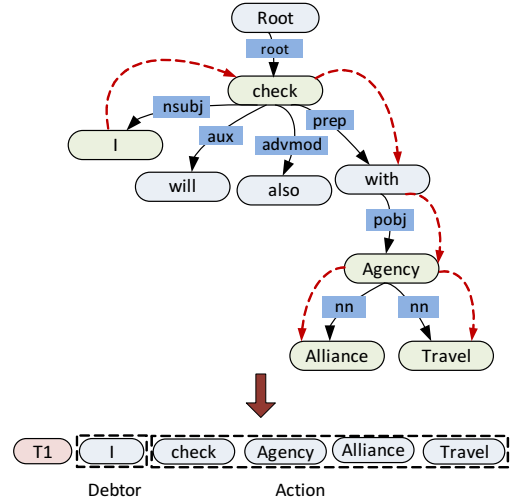 Root
root
check
nsubj
aux
advmod
prep
I
will
also
with
pobj
Agency
nn
nn
Alliance
Travel
T1
I
check
Agency
Alliance
Travel
Debtor
Action